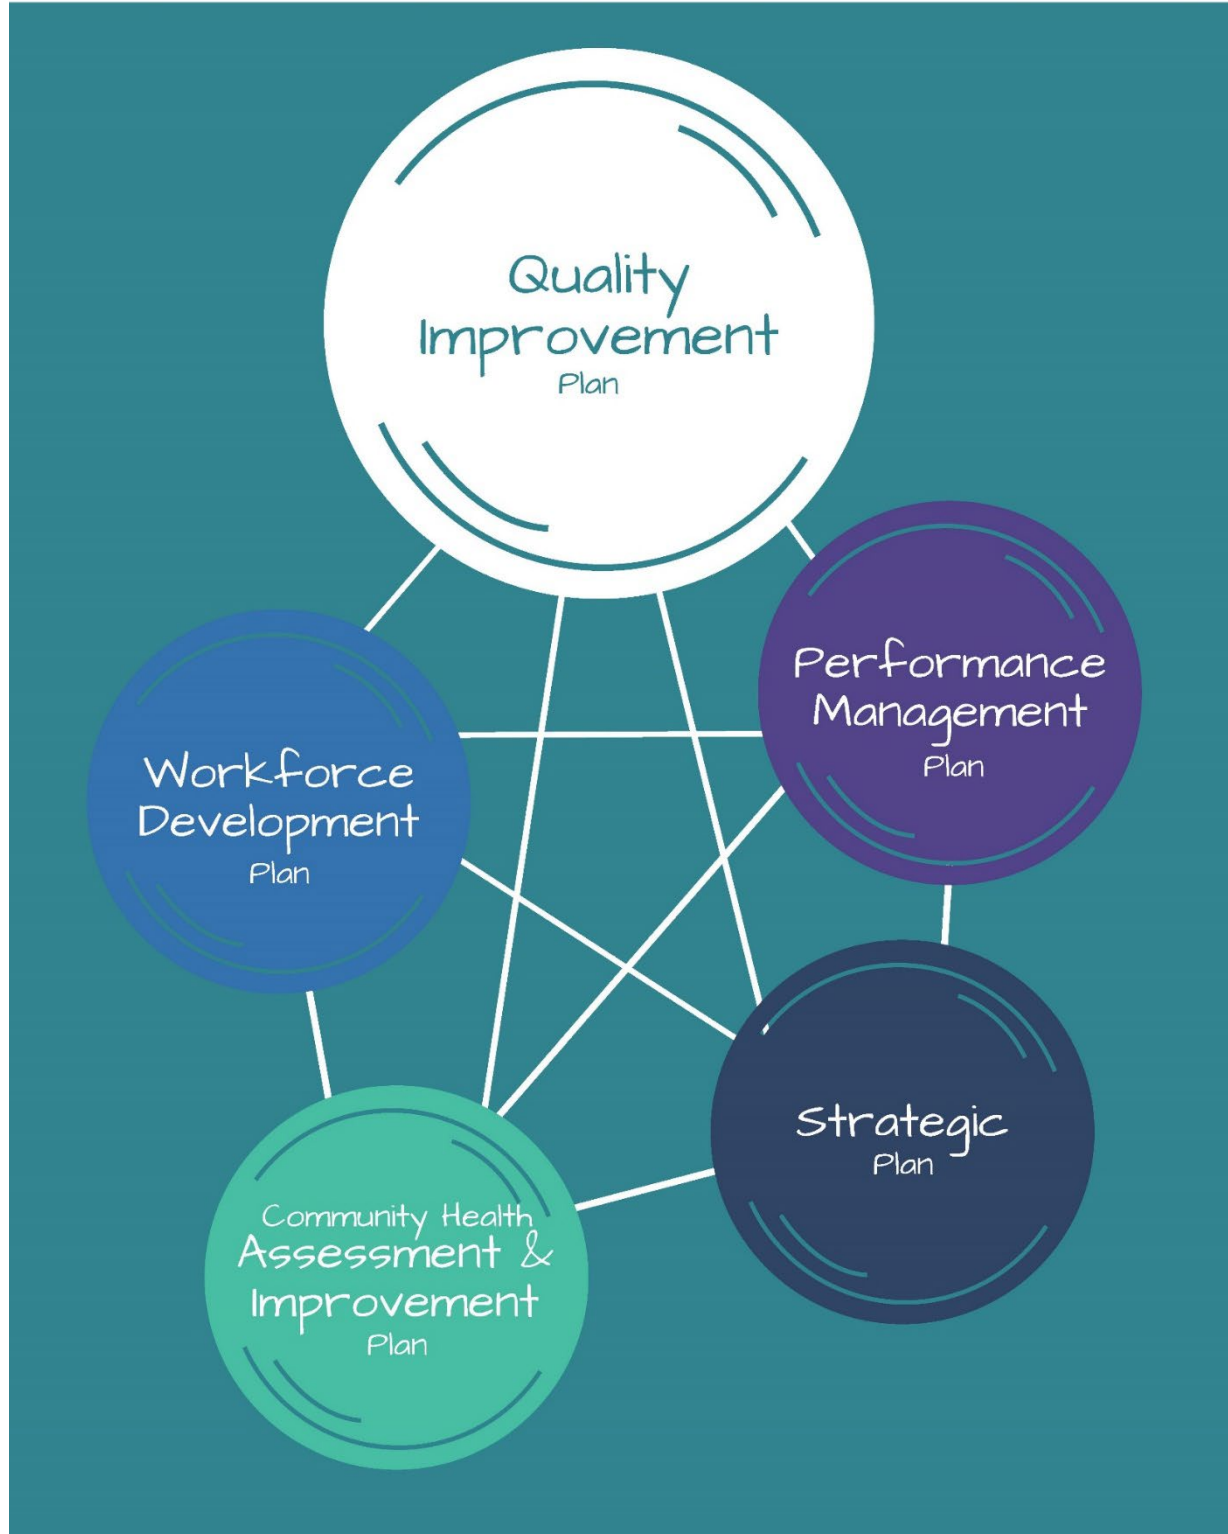 Quality
Improvement
Plan
Performance
Management
Plan
Workforce
Development
Plan
Strategic
Plan
Community Health
Assessment &
Improvement
Plan